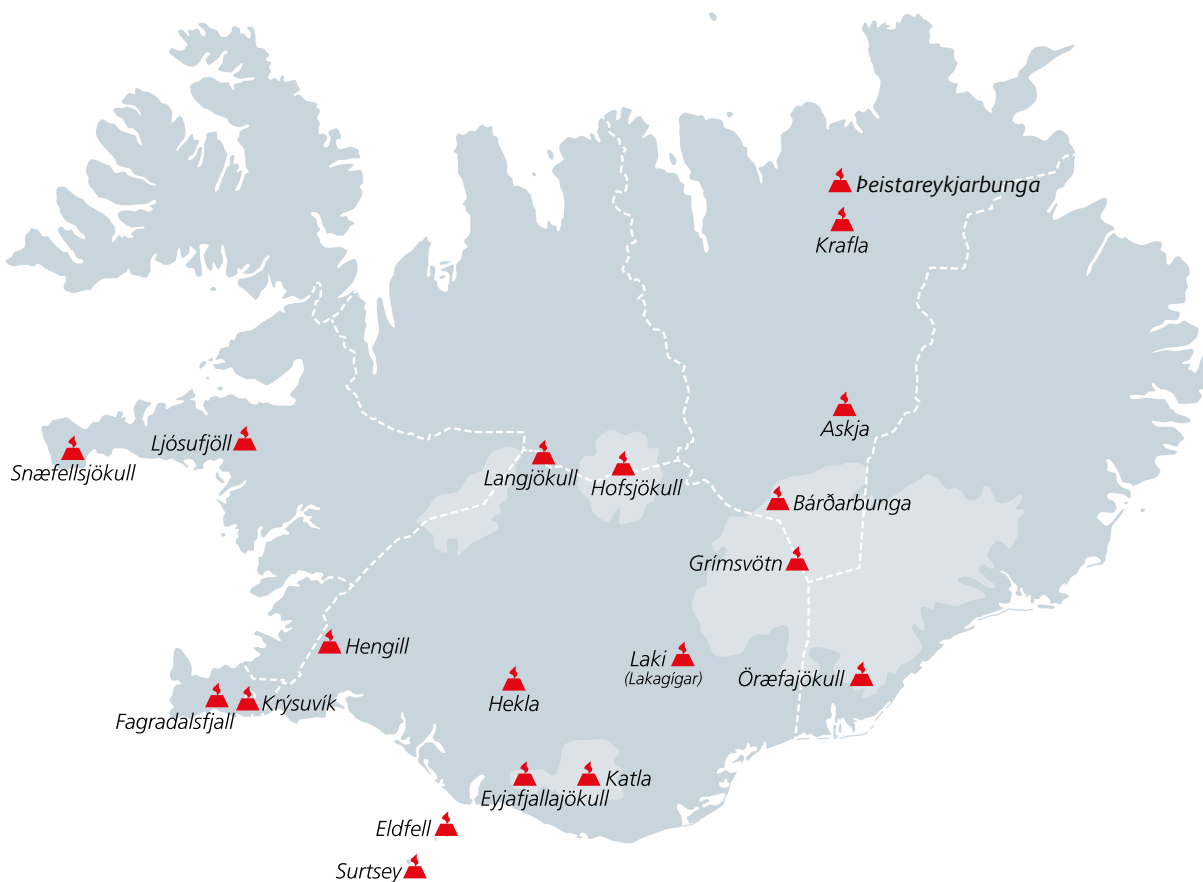 Þeistareykjarbunga
Krafla
Askja
Ljósufjöll
Snæfellsjökull
Langjökull
Hofsjökull
Bárðarbunga
Grímsvötn
Hengill
Laki
(Lakagígar)
Öræfajökull
Krýsuvík
Hekla
Fagradalsfjall
Katla
Eyjafjallajökull
Eldfell
Surtsey